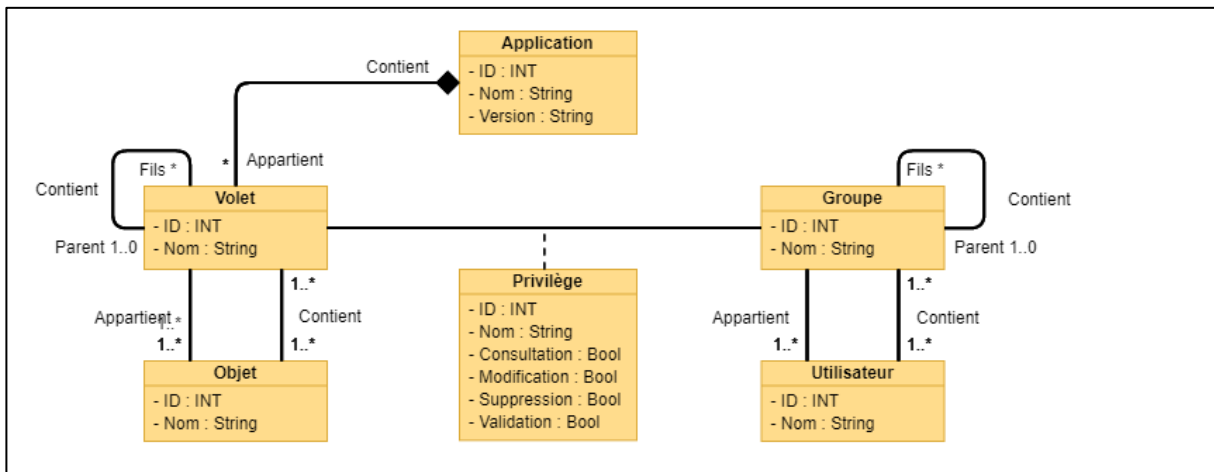 Application
- ID : INT
- Nom : String
- Version : String
Contient
* Appartient
Fils *
Contient
Volet
- ID : INT
- Nom : String
Parent 1..0
Fils *
Contient
Groupe
- ID : INT
- Nom : String
Parent 1..0
Privilège
- ID : INT
- Nom : String
- Consultation : Bool
- Modification : Bool
- Suppression : Bool
- Validation : Bool
1..*
Appartient
1..*
Contient
1..*
1..*
Objet
- ID : INT
- Nom : String
1..*
Appartient
Contient
1..*
1..*
Utilisateur
- ID : INT
- Nom : String